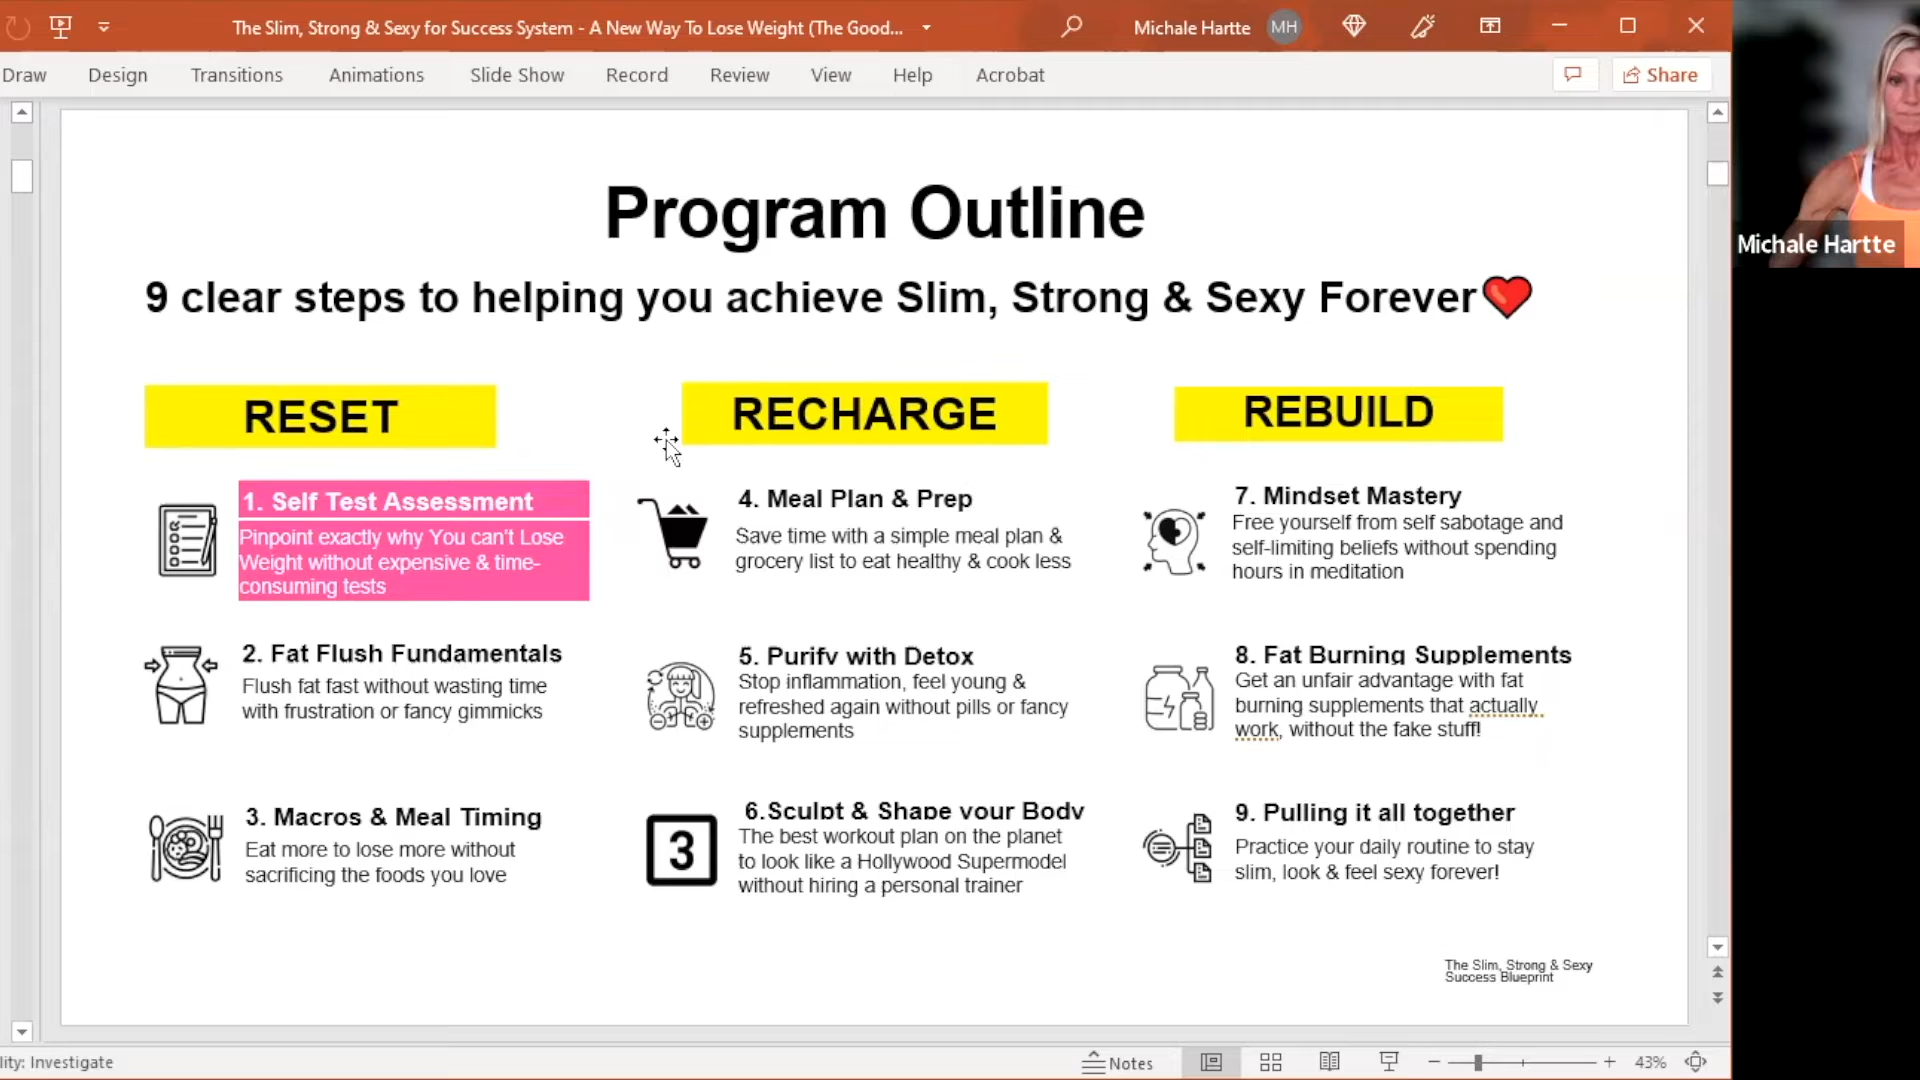 The Slim, Strong & Sexy for Success System - A New Way To Lose Weight (The Good...
Michale Hartte
MH
Draw
Design
Transitions
Animations
Slide Show
Record
Review
View
Help
Acrobat
Share
Michale Hartte
Program Outline
9 clear steps to helping you achieve Slim, Strong & Sexy Forever
RESET
RECHARGE
REBUILD
1. Self Test Assessment
Pinpoint exactly why You can't Lose
Weight without expensive & time-
consuming tests
2. Fat Flush Fundamentals
Flush fat fast without wasting time
with frustration or fancy gimmicks
3. Macros & Meal Timing
Eat more to lose more without
sacrificing the foods you love
4. Meal Plan & Prep
Save time with a simple meal plan &
grocery list to eat healthy & cook less
5. Purify with Detox
Stop inflammation, feel young &
refreshed again without pills or fancy
supplements
3
6.Sculpt & Shape your Body
The best workout plan on the planet
to look like a Hollywood Supermodel
without hiring a personal trainer
7. Mindset Mastery
Free yourself from self sabotage and
self-limiting beliefs without spending
hours in meditation
8. Fat Burning Supplements
Get an unfair advantage with fat
burning supplements that actually
work, without the fake stuff!
9. Pulling it all together
Practice your daily routine to stay
slim, look & feel sexy forever!
The Slim, Strong & Sexy
Success Blueprint
lity: Investigate
Notes
43%